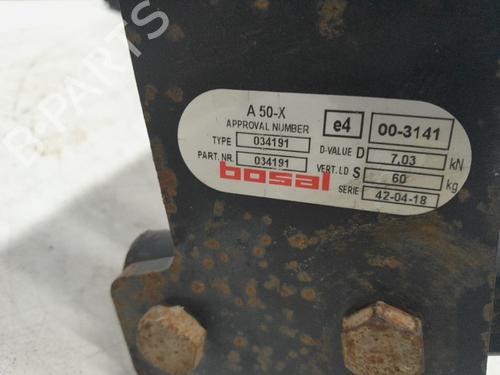 A 50-X
APPROVAL NUMBER e4 00-3141
TYPE 034191 D-VALUE D 7,03 kN
PART. NR. 034191 VERT. LD S 60 kg
bosal SERIE 42-04-18
B PARTS